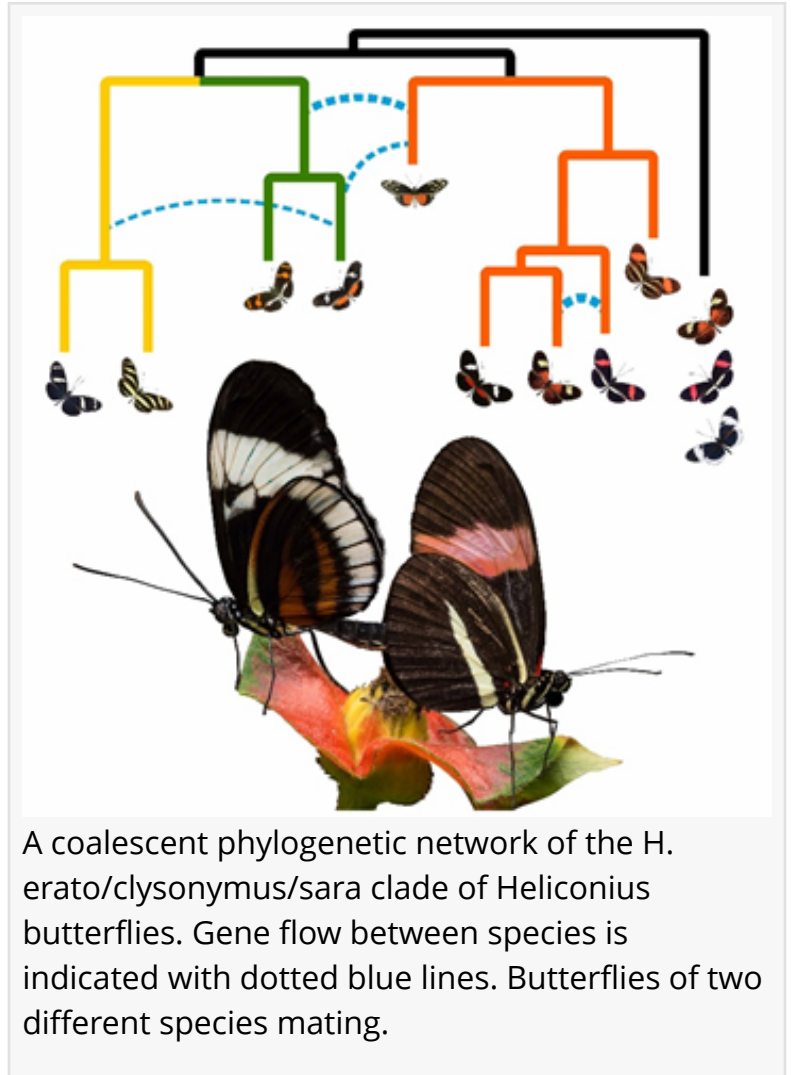 A coalescent phylogenetic network of the H.
erato/clysonymus/sara clade of Heliconius
butterflies. Gene flow between species is
indicated with dotted blue lines. Butterflies of two
different species mating.